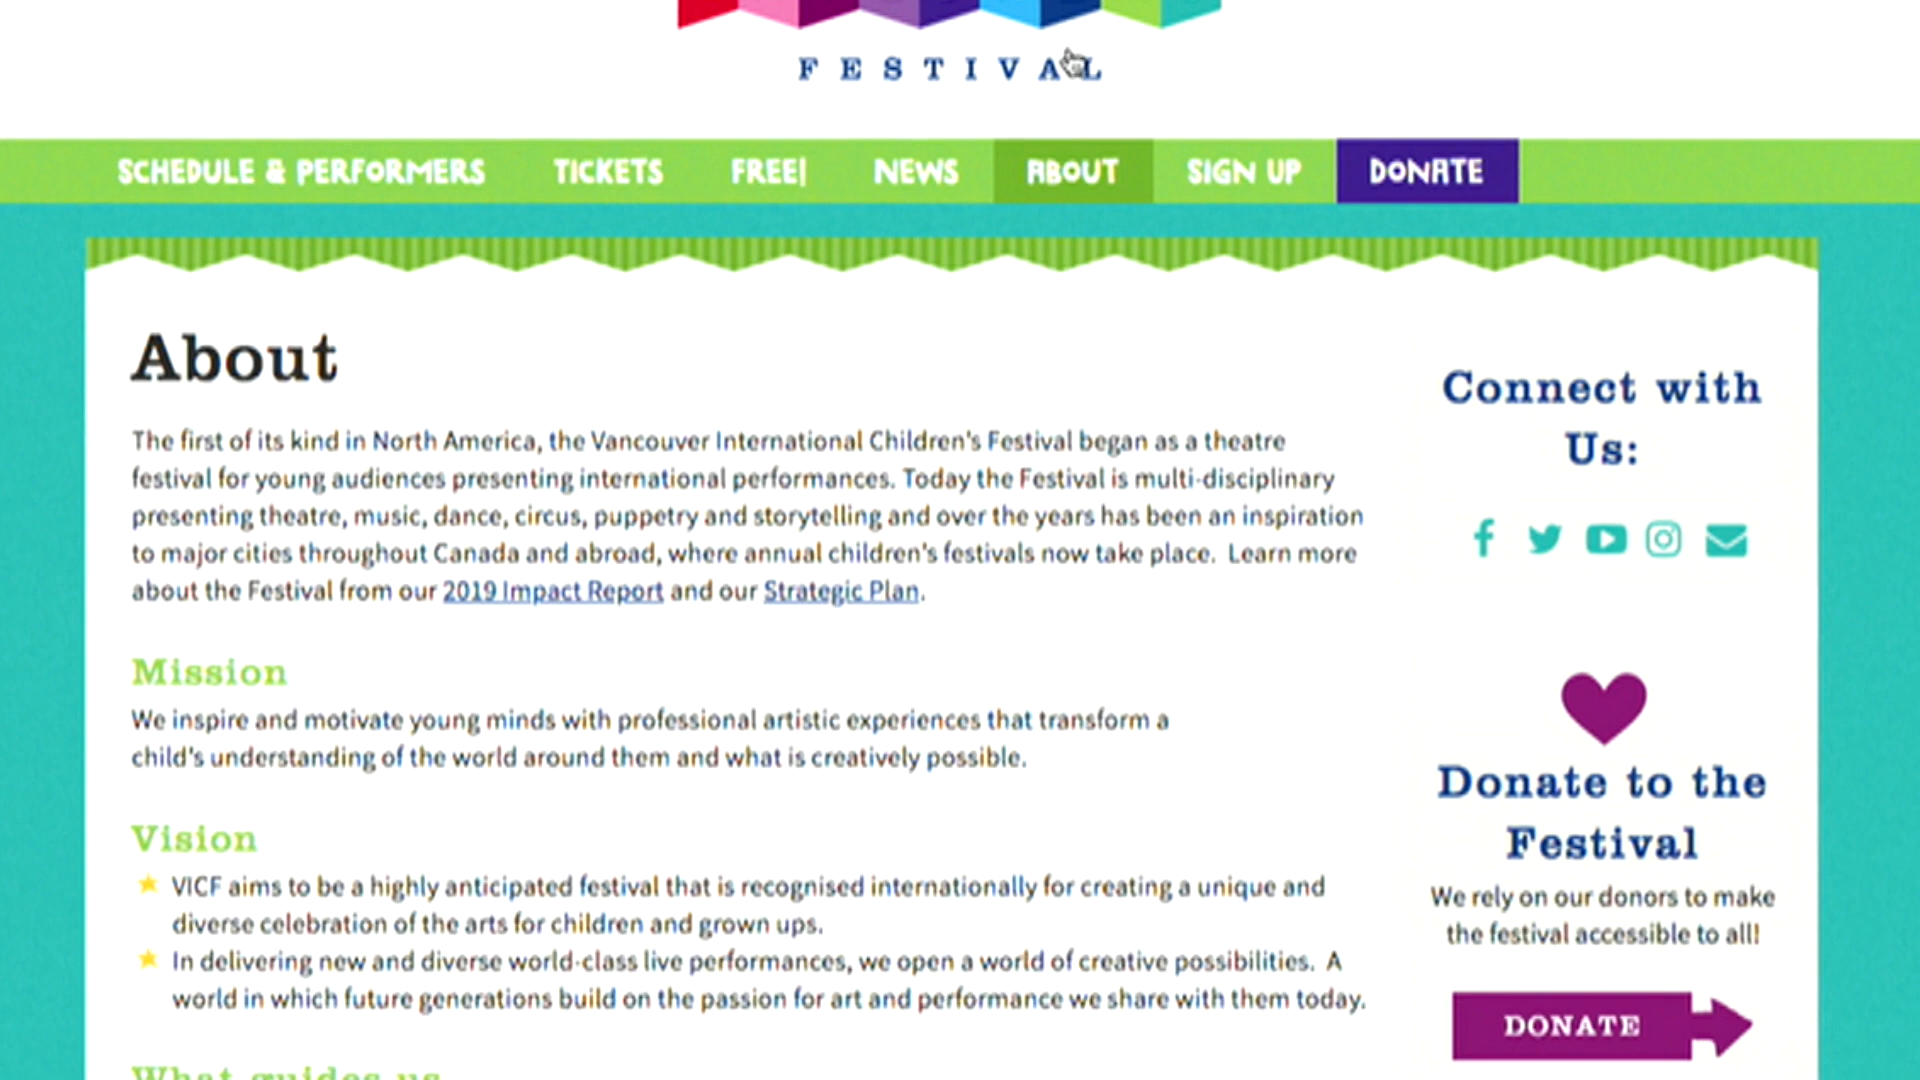 FESTIVAL
SCHEDULE & PERFORMERS TICKETS FREE! NEWS ABOUT SIGN UP DONATE
About
The first of its kind in North America, the Vancouver International Children's Festival began as a theatre
festival for young audiences presenting international performances. Today the Festival is multi-disciplinary
presenting theatre, music, dance, circus, puppetry and storytelling and over the years has been an inspiration
to major cities throughout Canada and abroad, where annual children's festivals now take place. Learn more
about the Festival from our 2019 Impact Report and our Strategic Plan.
Mission
We inspire and motivate young minds with professional artistic experiences that transform a
child's understanding of the world around them and what is creatively possible.
Vision
VICF aims to be a highly anticipated festival that is recognised internationally for creating a unique and
diverse celebration of the arts for children and grown ups.
In delivering new and diverse world-class live performances, we open a world of creative possibilities. A
world in which future generations build on the passion for art and performance we share with them today.
What guides us
Connect with
Us:
Donate to the
Festival
We rely on our donors to make
the festival accessible to all!
DONATE